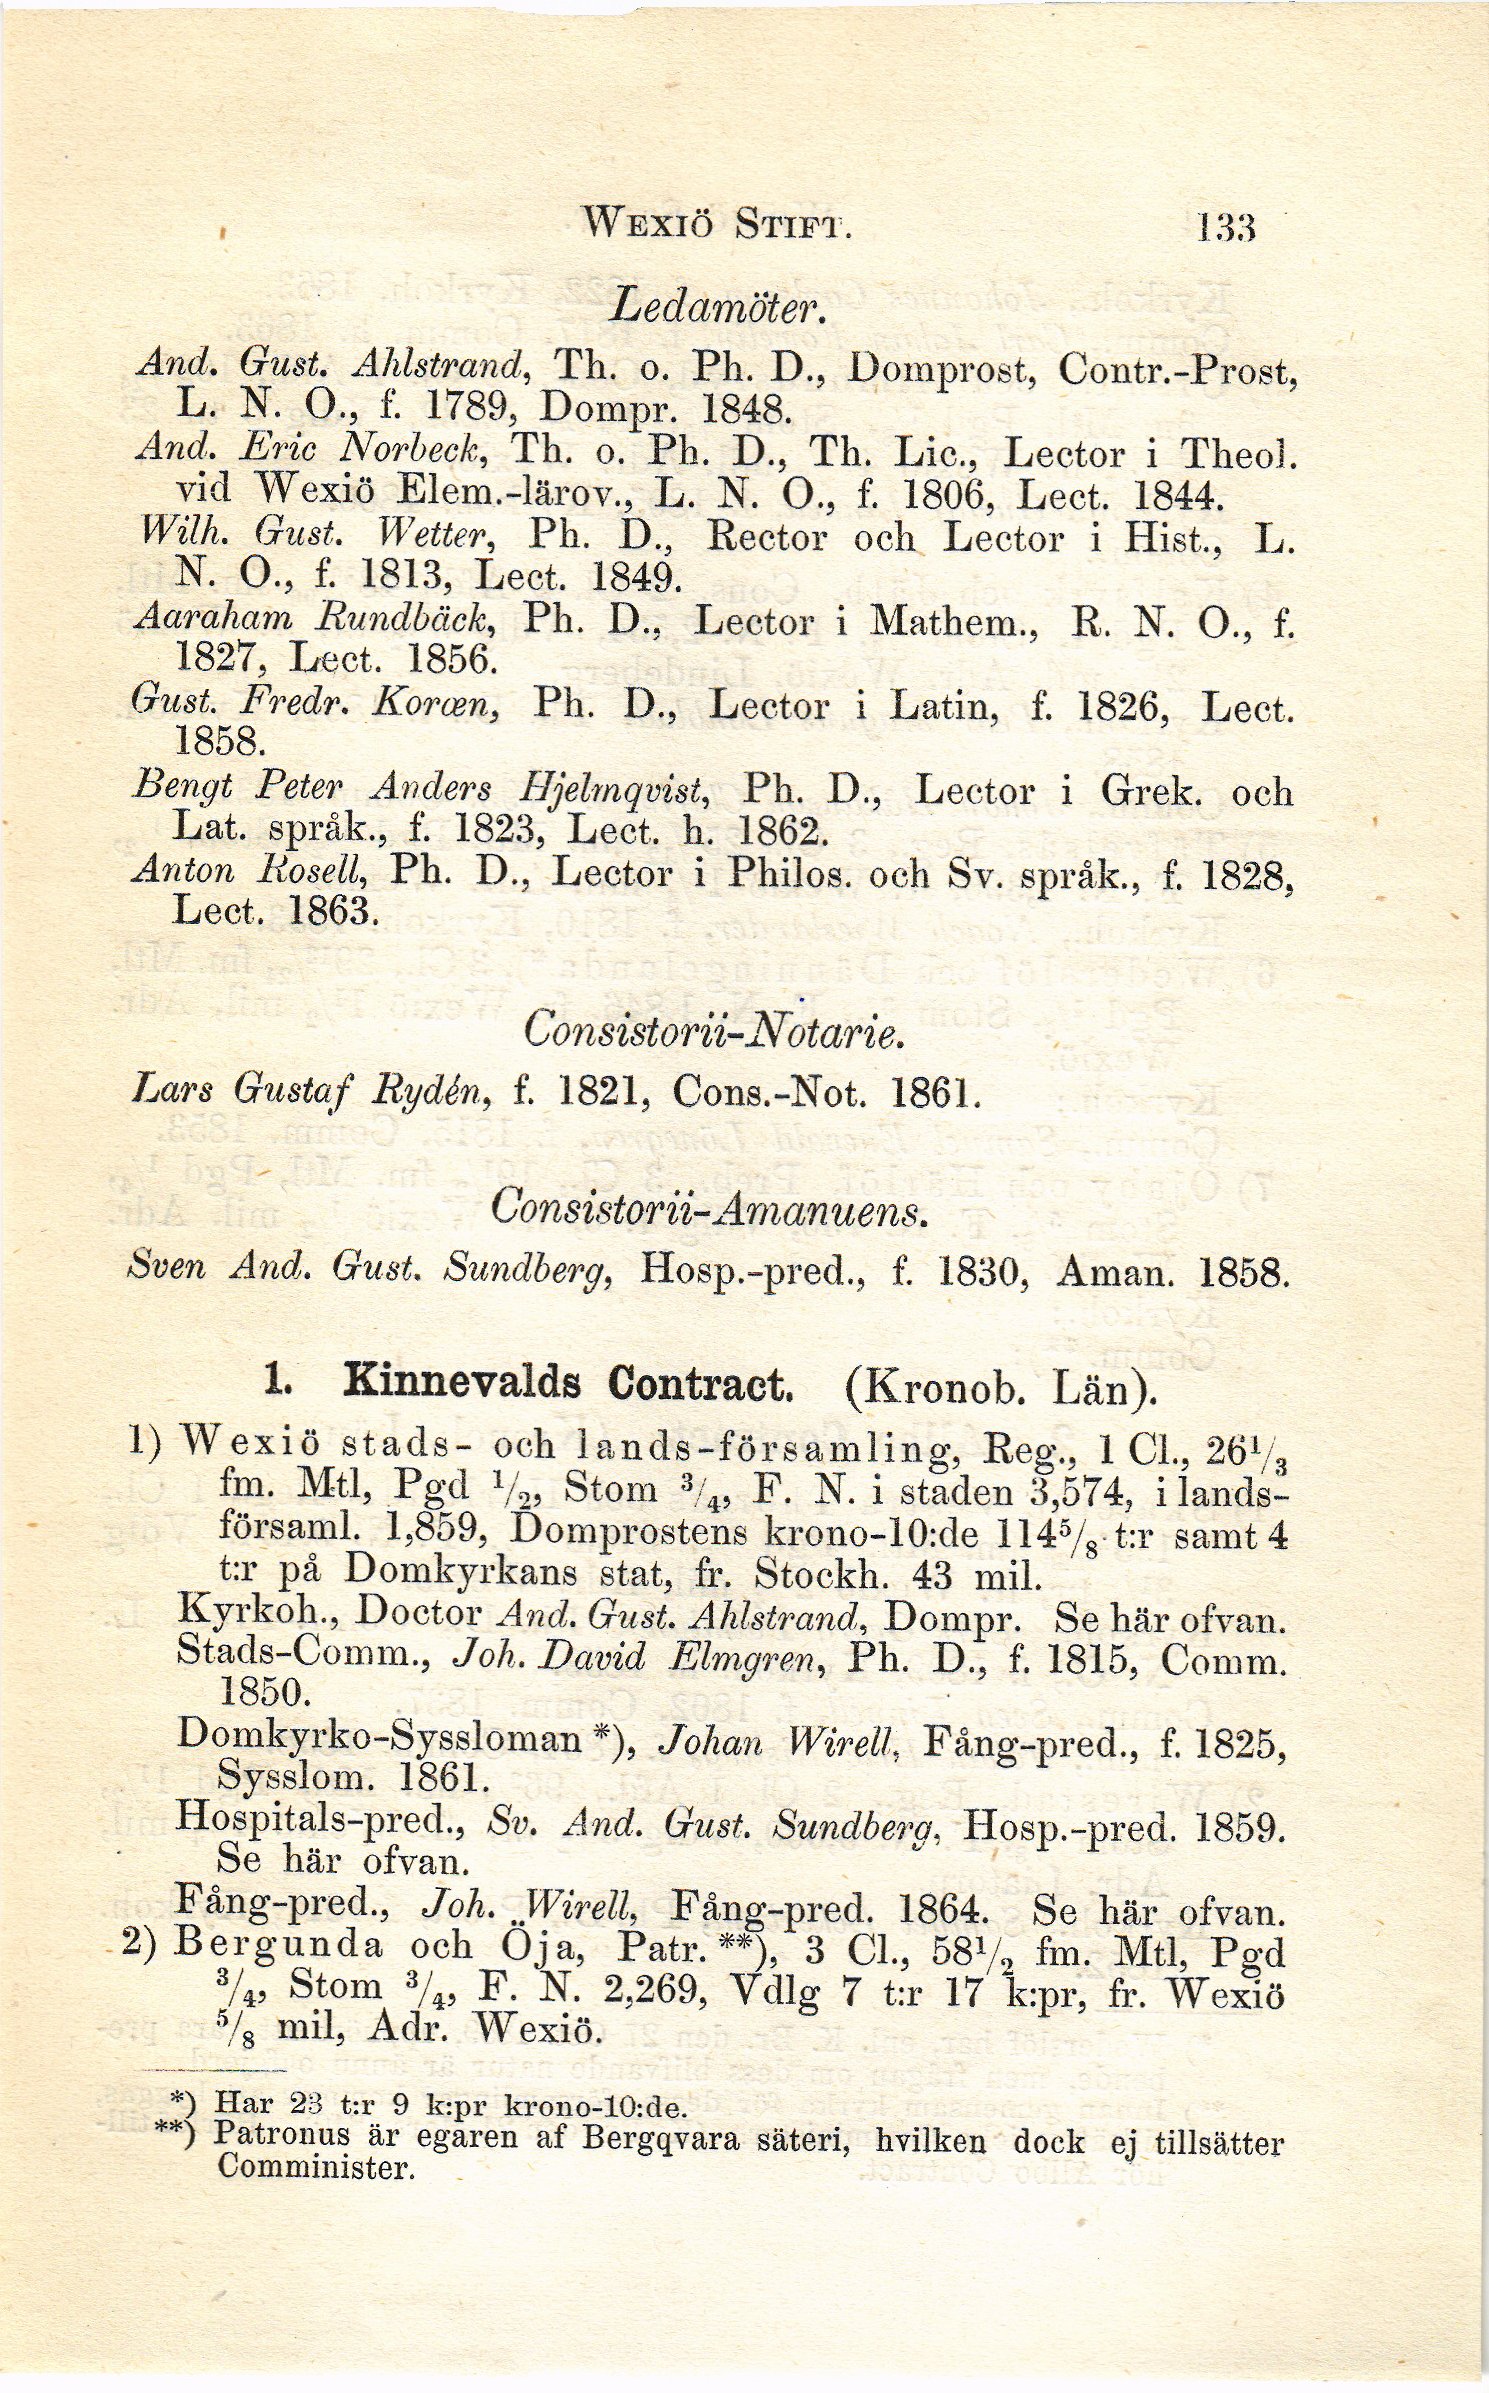 WEXIÖ STIFT. 133
Ledamöter.
And. Gust. Ahlstrand, Th. o. Ph. D., Domprost, Contr.-Prost,
L. N. O., f. 1789, Dompr. 1848.
And. Eric Norbeck, Th. o. Ph. D., Th. Lic., Lector i Theol.
vid Wexiö Elem.-lärov., L. N. O., f. 1806, Lect. 1844.
Wilh. Gust. Wetter, Ph. D., Rector och Lector i Hist., L.
N. O., f. 1813, Lect. 1849.
Aaraham Rundbäck, Ph. D., Lector i Mathem., R. N. O., f.
1827, Lect. 1856.
Gust. Fredr. Koræn, Ph. D., Lector i Latin, f. 1826, Lect.
1858.
Bengt Peter Anders Hjelmqvist, Ph. D., Lector i Grek. och
Lat. språk., f. 1823, Lect. h. 1862.
Anton Rosell, Ph. D., Lector i Philos. och Sv. språk., f. 1828,
Lect. 1863.
Consistorii-Notarie.
Lars Gustaf Rydén, f. 1821, Cons.-Not. 1861.
Consistorii-Amanuens.
Sven And. Gust. Sundberg, Hosp.-pred., f. 1830, Aman. 1858.
1. Kinnevalds Contract. (Kronob. Län).
1) Wexiö stads- och lands-församling, Reg., 1 Cl., 26 1/3
fm. Mtl, Pgd 1/2, Stom 3/4, F. N. i staden 3,574, i lands-
församl. 1,859, Domprostens krono-10:de 114 5/8 t:r samt 4
t:r på Domkyrkans stat, fr. Stockh. 43 mil.
Kyrkoh., Doctor And. Gust. Ahlstrand, Dompr. Se här ofvan.
Stads-Comm., Joh. David Elmgren, Ph. D., f. 1815, Comm.
1850.
Domkyrko-Syssloman *), Johan Wirell, Fång-pred., f. 1825,
Sysslom. 1861.
Hospitals-pred., Sv. And. Gust. Sundberg, Hosp.-pred. 1859.
Se här ofvan.
Fång-pred., Joh. Wirell, Fång-pred. 1864. Se här ofvan.
2) Bergunda och Öja, Patr. **), 3 Cl., 58 1/2 fm. Mtl, Pgd
3/4, Stom 3/4, F. N. 2,269, Vdlg 7 t:r 17 k:pr, fr. Wexiö
5/8 mil, Adr. Wexiö.
*) Har 23 t:r 9 k:pr krono-10:de.
**) Patronus är egaren af Bergqvara säteri, hvilken dock ej tillsätter
Comminister.